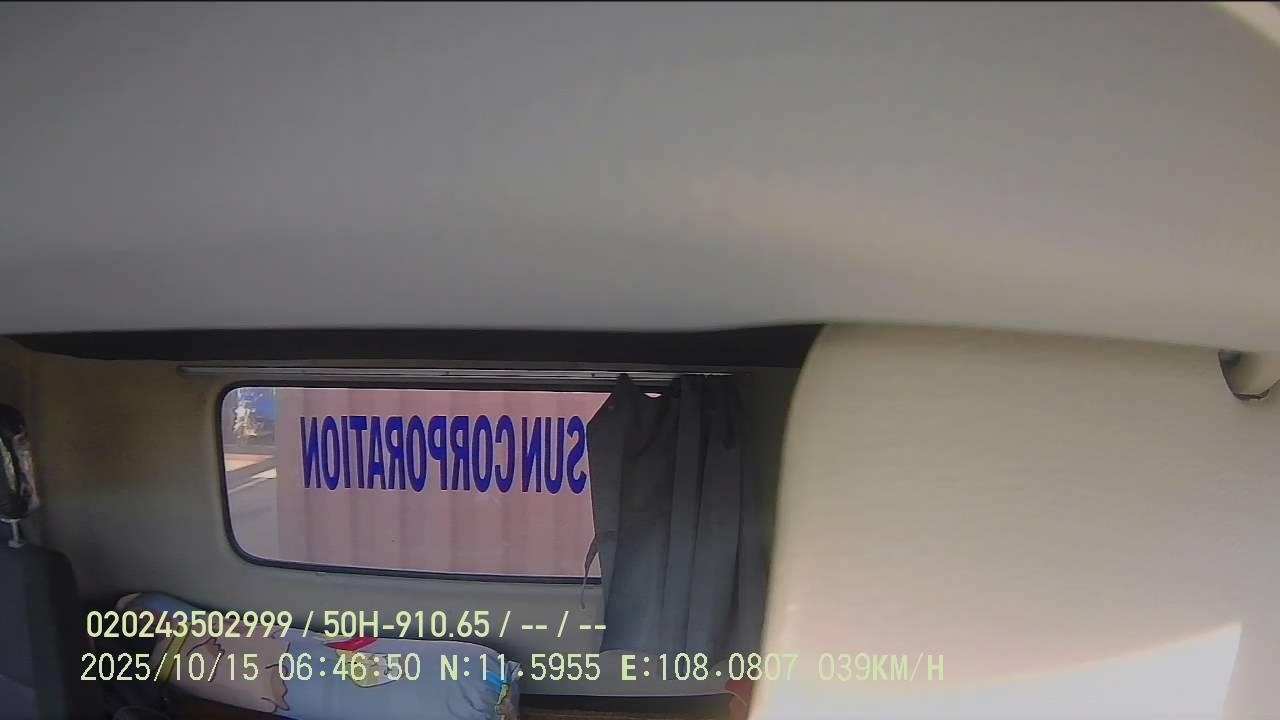 SUN CORPORATION
020243502999 / 50H-910.65 / -- / --
2025/10/15 06:46:50 N:11.5955 E:108.0807 039KM/H